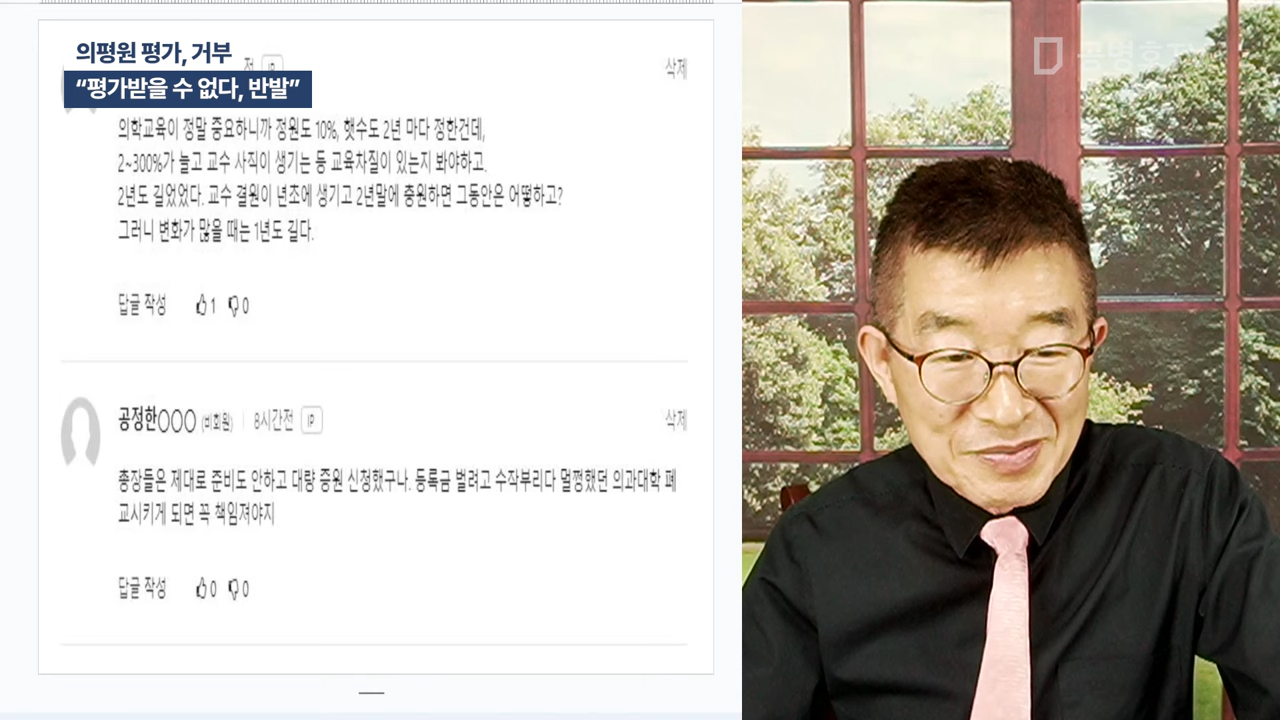 의평원 평가, 거부
“평가받을 수 없다, 반발”
전 IP
삭제
의학교육이 정말 중요하니까 정원도 10%, 햇수도 2년 마다 정한건데,
2~300%가 늘고 교수 사직이 생기는 등 교육차질이 있는지 봐야하고.
2년도 길었었다. 교수 결원이 년초에 생기고 2년말에 충원하면 그동안은 어떻하고?
그러니 변화가 많을 때는 1년도 길다.
답글 작성 1 0
공정한○○○ (비회원) 8시간전 IP
삭제
총장들은 제대로 준비도 안하고 대량 증원 신청했구나. 등록금 벌려고 수작부리다 멀쩡했던 의과대학 폐
교시키게 되면 꼭 책임져야지
답글 작성 0 0
공병호TV